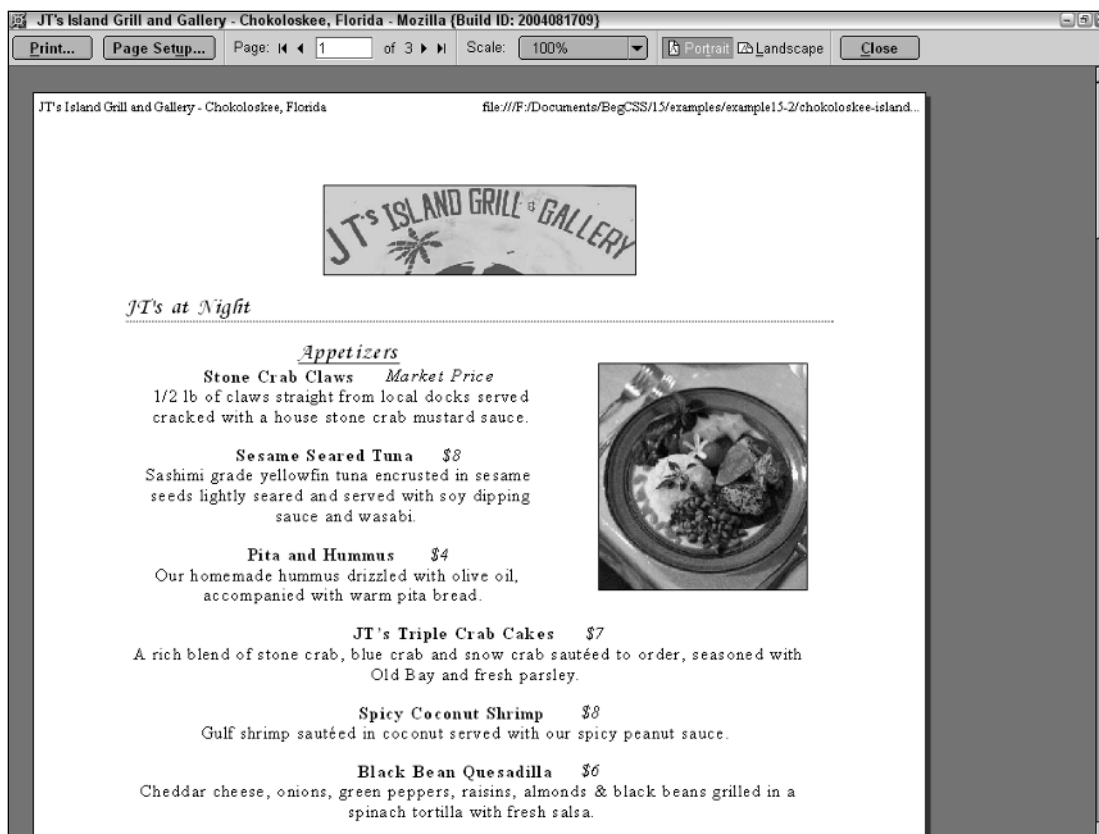 JT's Island Grill and Gallery - Chokoloskee, Florida - Mozilla {Build ID: 2004081709}
Print... Page Setup... Page: 1 of 3 Scale: 100% Portrait Landscape Close
JT's Island Grill and Gallery - Chokoloskee, Florida file:///F:/Documents/BegCSS/15/examples/example15-2/chokoloskee-island...
JT's ISLAND GRILL & GALLERY
JT's at Night
Appetizers
Stone Crab Claws Market Price
1/2 lb of claws straight from local docks served
cracked with a house stone crab mustard sauce.
Sesame Seared Tuna $8
Sashimi grade yellowfin tuna encrusted in sesame
seeds lightly seared and served with soy dipping
sauce and wasabi.
Pita and Hummus $4
Our homemade hummus drizzled with olive oil,
accompanied with warm pita bread.
JT's Triple Crab Cakes $7
A rich blend of stone crab, blue crab and snow crab sautéed to order, seasoned with
Old Bay and fresh parsley.
Spicy Coconut Shrimp $8
Gulf shrimp sautéed in coconut served with our spicy peanut sauce.
Black Bean Quesadilla $6
Cheddar cheese, onions, green peppers, raisins, almonds & black beans grilled in a
spinach tortilla with fresh salsa.